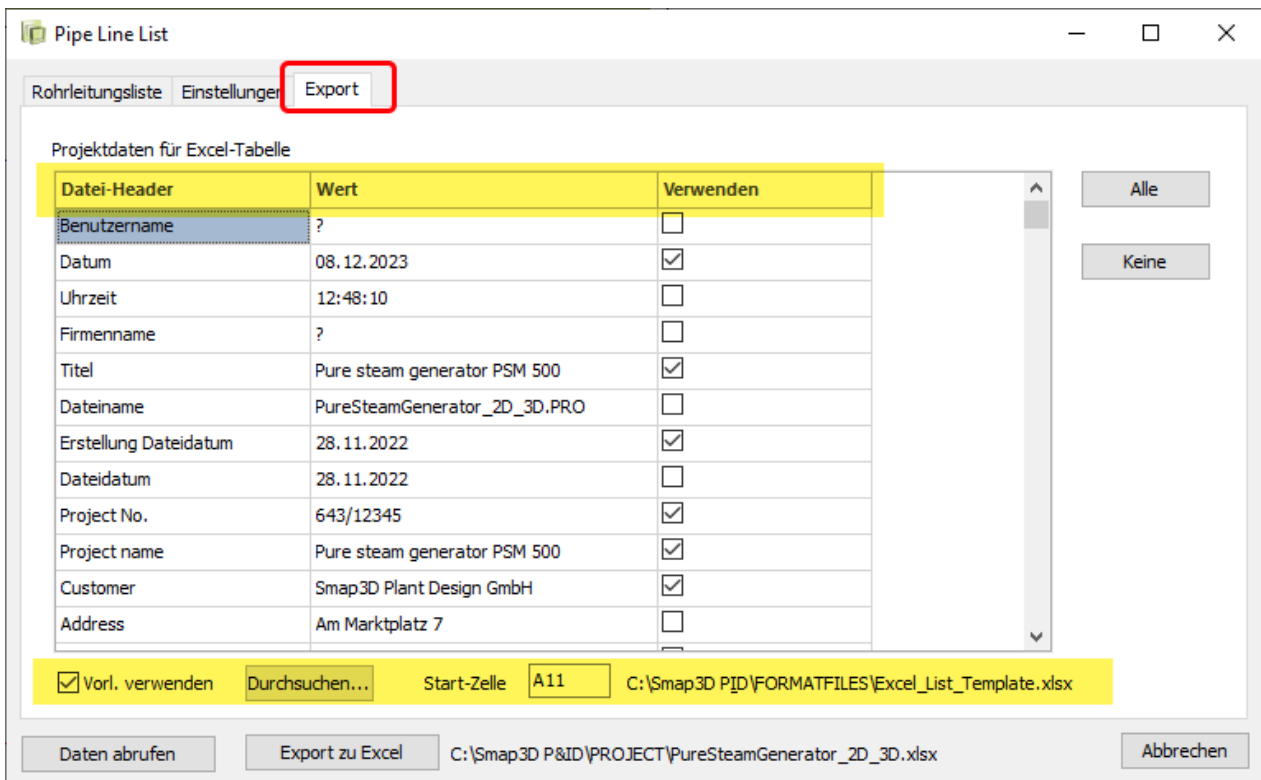 Pipe Line List
Rohrleitungsliste Einstellungen Export
Projektdaten für Excel-Tabelle
Datei-Header Wert Verwenden
Alle
Benutzername ?
Datum 08.12.2023
Keine
Uhrzeit 12:48:10
Firmenname ?
Titel Pure steam generator PSM 500
Dateiname PureSteamGenerator_2D_3D.PRO
Erstellung Dateidatum 28.11.2022
Dateidatum 28.11.2022
Project No. 643/12345
Project name Pure steam generator PSM 500
Customer Smap3D Plant Design GmbH
Address Am Marktplatz 7
Vorl. verwenden Durchsuchen... Start-Zelle A11 C:\Smap3D PID\FORMATFILES\Excel_List_Template.xlsx
Daten abrufen Export zu Excel C:\Smap3D P&ID\PROJECT\PureSteamGenerator_2D_3D.xlsx Abbrechen